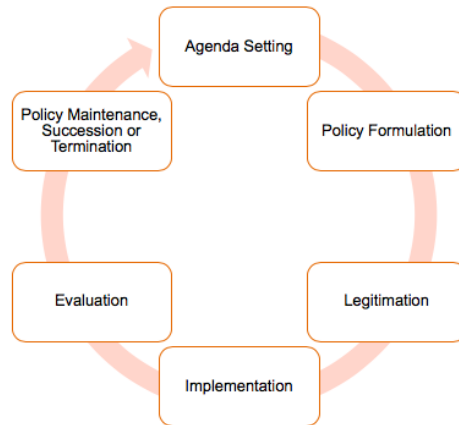 Agenda Setting
Policy Formulation
Legitimation
Implementation
Evaluation
Policy Maintenance,
Succession or
Termination